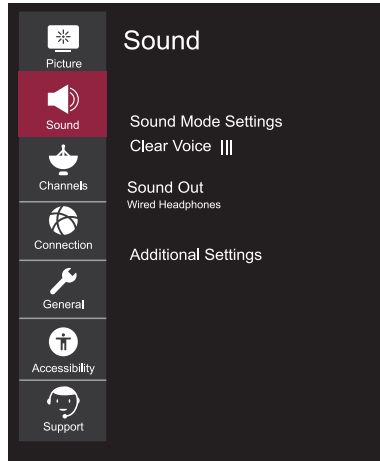 Picture
Sound
Channels
Connection
General
Accessibility
Support
Sound
Sound Mode Settings
Clear Voice |||
Sound Out
Wired Headphones
Additional Settings